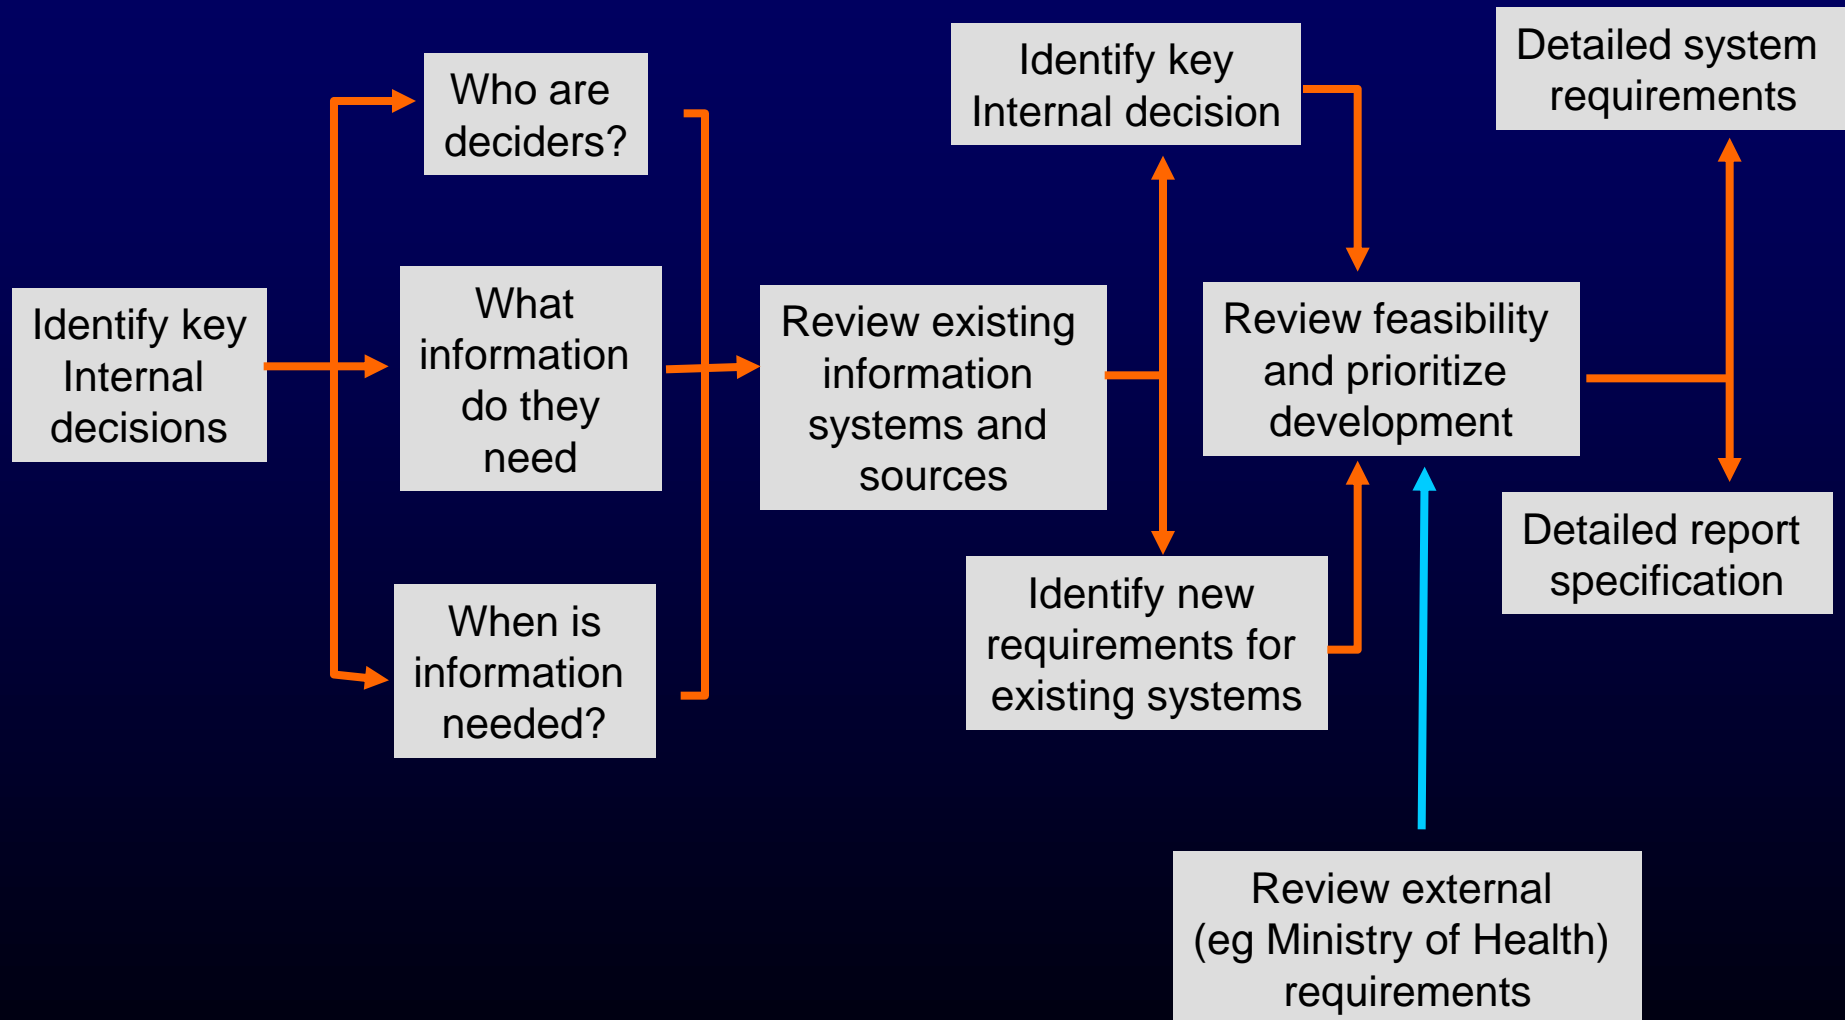 Identify key
Internal
decisions
Who are
deciders?
What
information
do they
need
When is
information
needed?
Review existing
information
systems and
sources
Identify key
Internal decision
Identify new
requirements for
existing systems
Review feasibility
and prioritize
development
Review external
(eg Ministry of Health)
requirements
Detailed system
requirements
Detailed report
specification